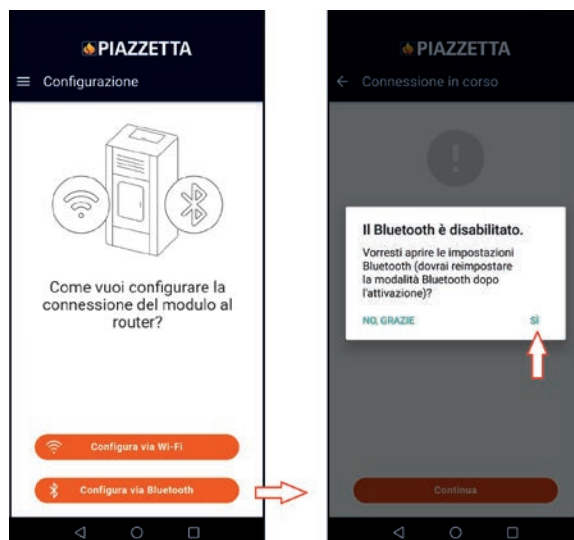 PIAZZETTA
Configurazione
Come vuoi configurare la
connessione del modulo al
router?
Configura via Wi-Fi
Configura via Bluetooth
PIAZZETTA
Connessione in corso
Il Bluetooth è disabilitato.
Vorresti aprire le impostazioni
Bluetooth (dovrai reimpostare
la modalità Bluetooth dopo
l'attivazione)?
NO, GRAZIE
SÌ
Continua